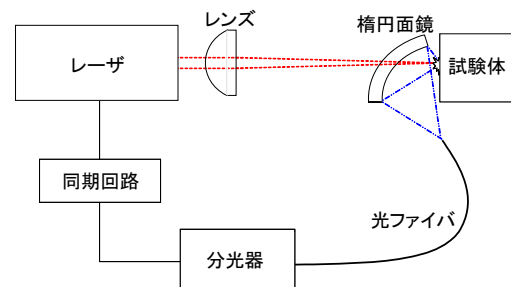 レンズ
楕円面鏡
レーザ
試験体
同期回路
光ファイバ
分光器